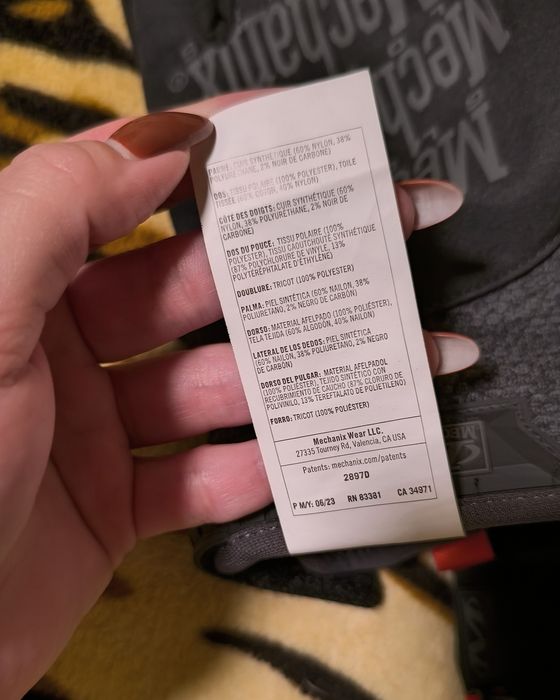 Mechanix
Mechanix
PAUME: CUIR SYNTHÉTIQUE (60% NYLON, 38%
POLYURÉTHANE, 2% NOIR DE CARBONE)
DOS: TISSU POLAIRE (100% POLYESTER), TOILE
TISSÉE (60% COTON, 40% NYLON)
CÔTÉ DES DOIGTS: CUIR SYNTHÉTIQUE (60%
NYLON, 38% POLYURÉTHANE, 2% NOIR DE
CARBONE)
DOS DU POUCE: TISSU POLAIRE (100%
POLYESTER), TISSU CAOUTCHOUTÉ SYNTHÉTIQUE
(87% POLYCHLORURE DE VINYLE, 13%
POLYTÉRÉPHTALATE D'ÉTHYLÈNE)
DOUBLURE: TRICOT (100% POLYESTER)
PALMA: PIEL SINTÉTICA (60% NAILON, 38%
POLIURETANO, 2% NEGRO DE CARBÓN)
DORSO: MATERIAL AFELPADO (100% POLIÉSTER),
TELA TEJIDA (60% ALGODÓN, 40% NAILON)
LATERAL DE LOS DEDOS: PIEL SINTÉTICA
(60% NAILON, 38% POLIURETANO, 2% NEGRO
DE CARBÓN)
DORSO DEL PULGAR: MATERIAL AFELPADOL
(100% POLIÉSTER), TEJIDO SINTÉTICO CON
RECUBRIMIENTO DE CAUCHO (87% CLORURO DE
POLIVINILO, 13% TEREFTALATO DE POLIETILENO)
FORRO: TRICOT (100% POLIÉSTER)
Mechanix Wear LLC.
27335 Tourney Rd, Valencia, CA USA
Patents: mechanix.com/patents
2897D
P M/Y: 06/23 RN 83381 CA 34971